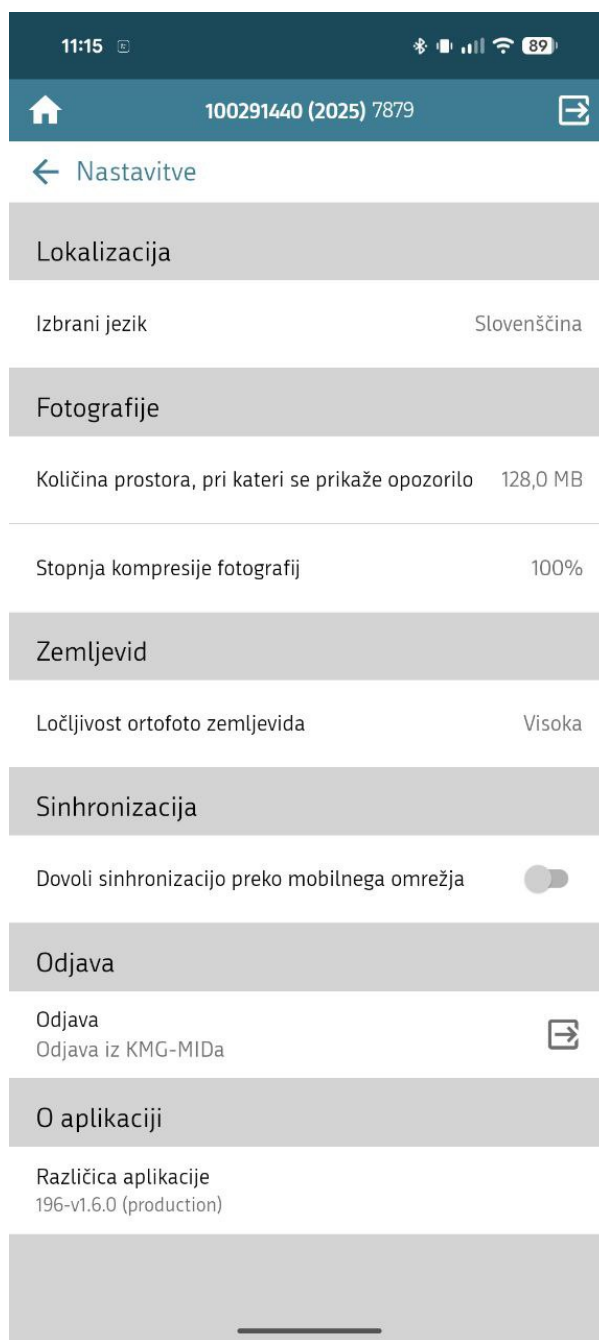 11:15
89
100291440 (2025) 7879
Nastavitve
Lokalizacija
Izbrani jezik Slovenščina
Fotografije
Količina prostora, pri kateri se prikaže opozorilo 128,0 MB
Stopnja kompresije fotografij 100%
Zemljevid
Ločljivost ortofoto zemljevida Visoka
Sinhronizacija
Dovoli sinhronizacijo preko mobilnega omrežja
Odjava
Odjava
Odjava iz KMG-MIDa
O aplikaciji
Različica aplikacije
196-v1.6.0 (production)